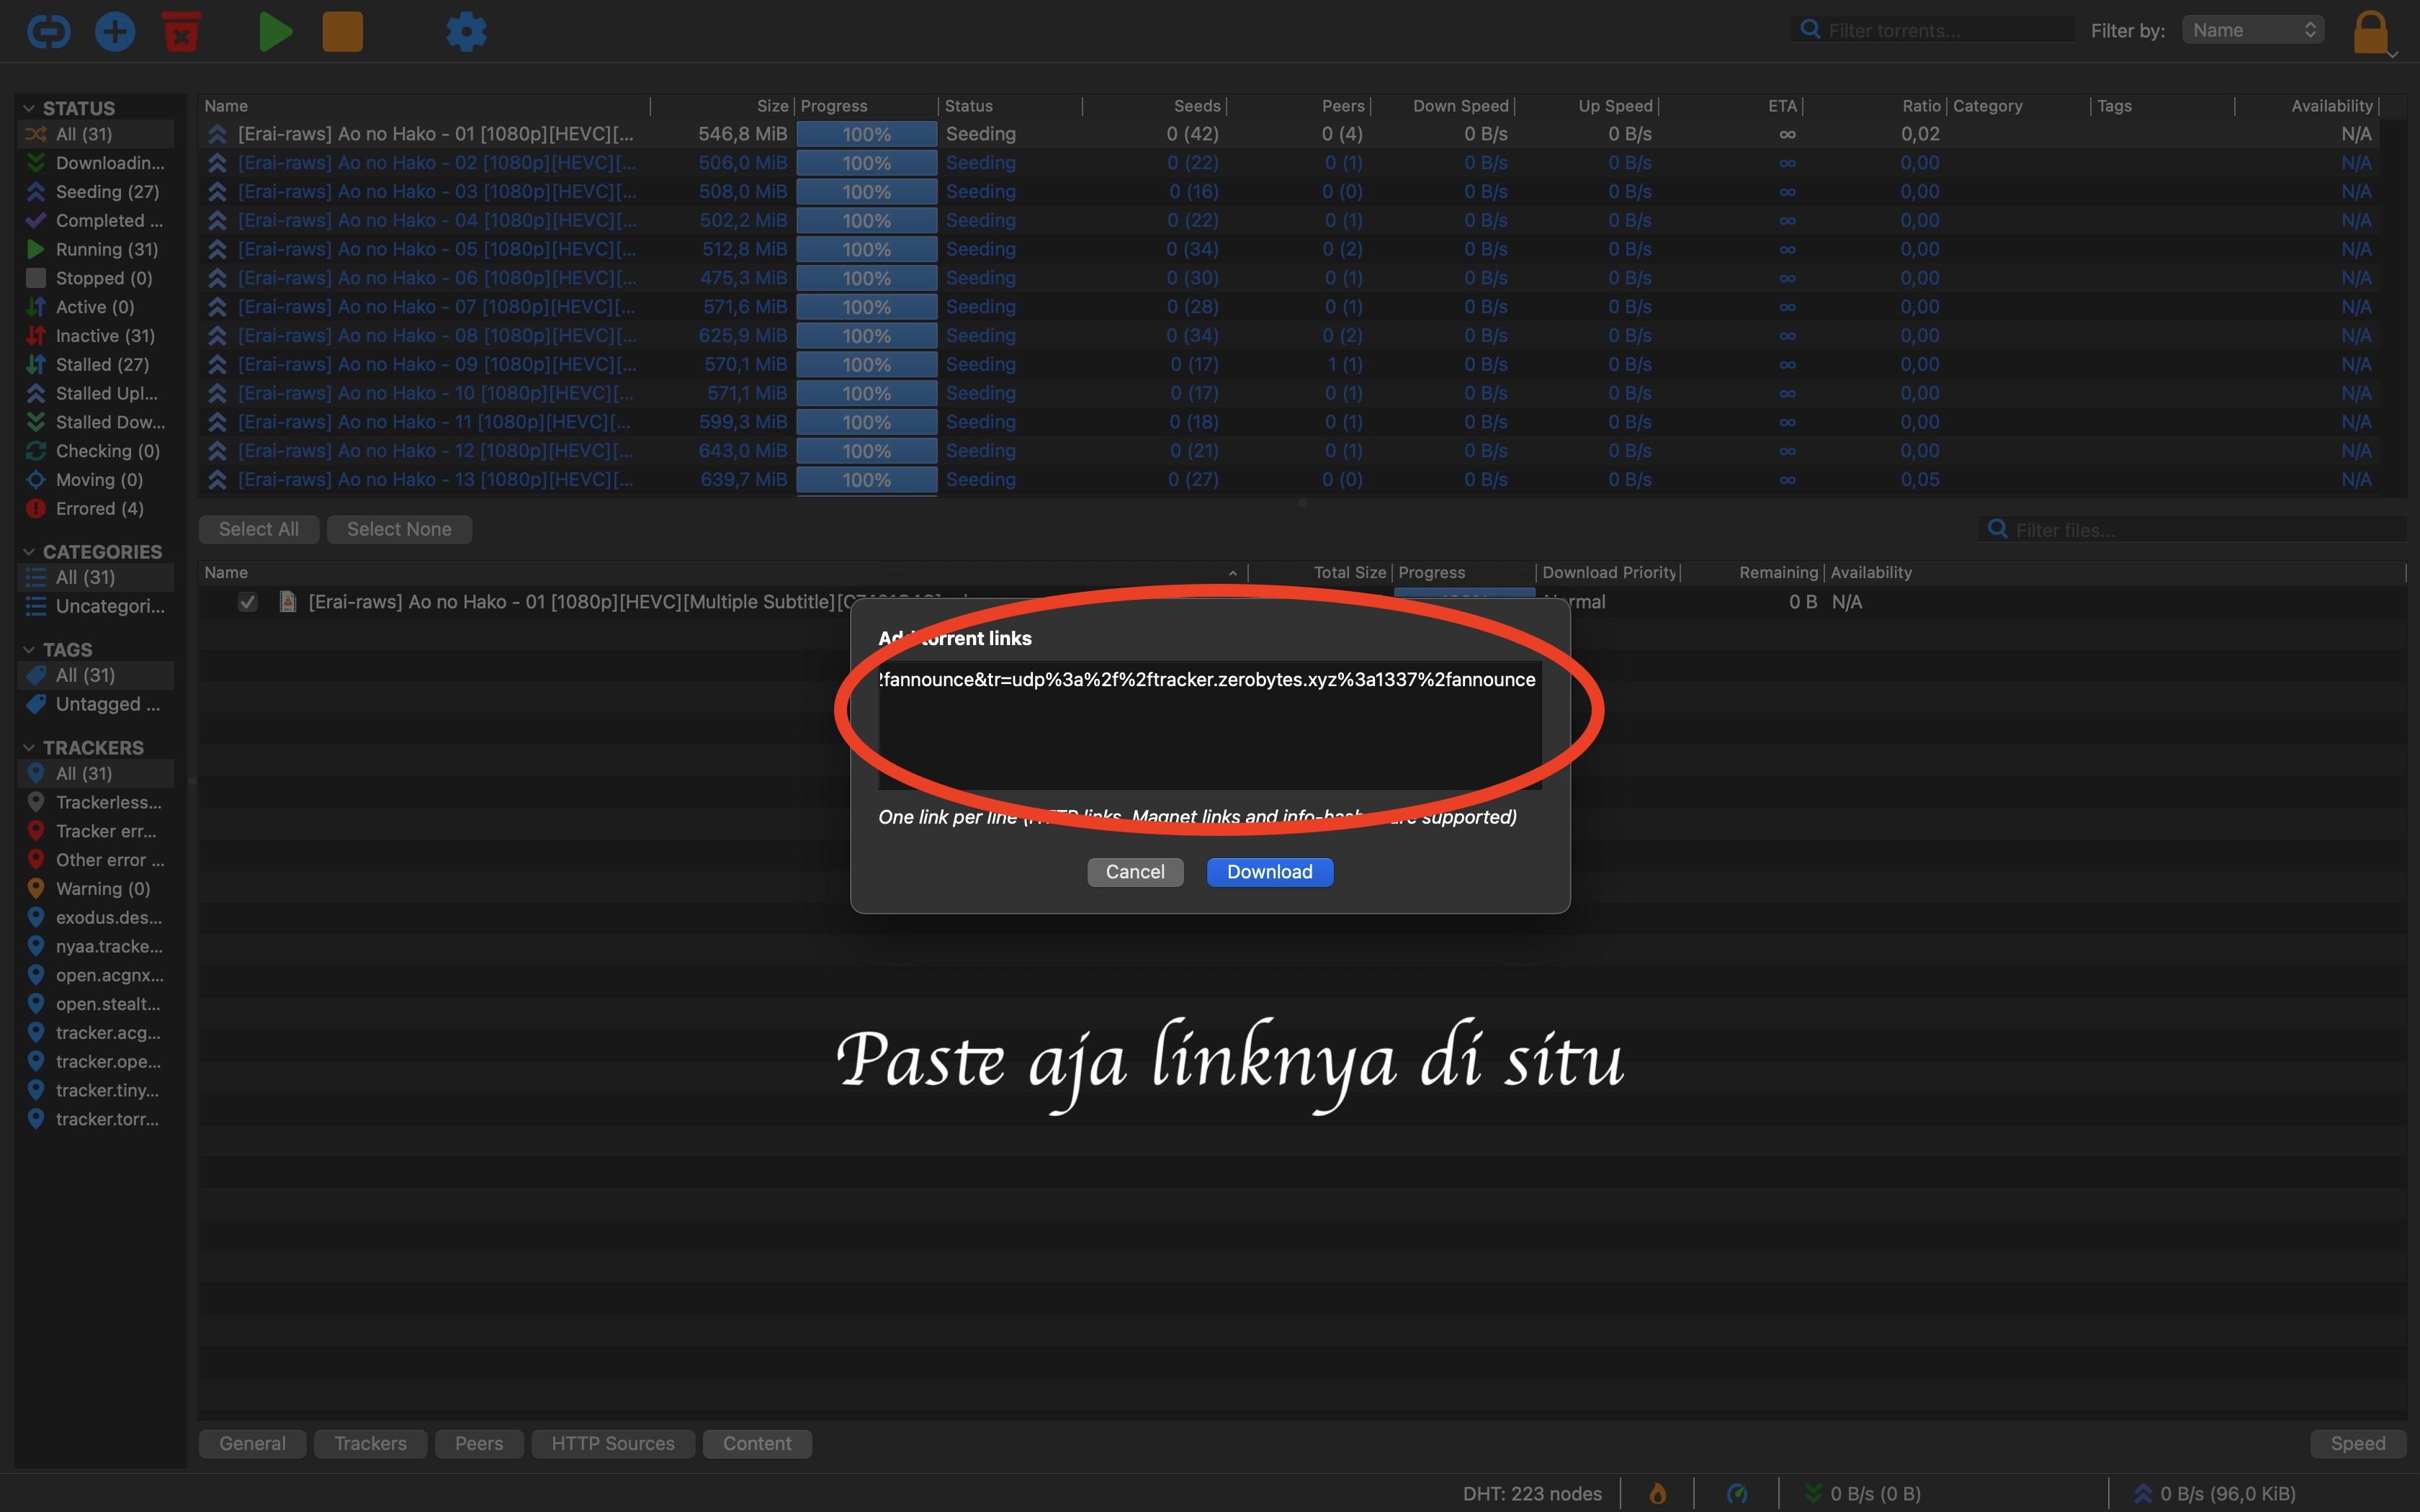 Filter torrents...
Filter by:
Name
STATUS
All (31)
Downloadin...
Seeding (27)
Completed ...
Running (31)
Stopped (0)
Active (0)
Inactive (31)
Stalled (27)
Stalled Upl...
Stalled Dow...
Checking (0)
Moving (0)
Errored (4)
CATEGORIES
All (31)
Uncategori...
TAGS
All (31)
Untagged ...
TRACKERS
All (31)
Trackerless...
Tracker err...
Other error ...
Warning (0)
exodus.des...
nyaa.tracke...
open.acgnx...
open.stealt...
tracker.acg...
tracker.ope...
tracker.tiny...
tracker.torr...
Name Size Progress Status Seeds Peers Down Speed Up Speed ETA Ratio Category Tags Availability
[Erai-raws] Ao no Hako - 01 [1080p][HEVC][... 546,8 MiB 100% Seeding 0 (42) 0 (4) 0 B/s 0 B/s ∞ 0,02 N/A
[Erai-raws] Ao no Hako - 02 [1080p][HEVC][... 506,0 MiB 100% Seeding 0 (22) 0 (1) 0 B/s 0 B/s ∞ 0,00 N/A
[Erai-raws] Ao no Hako - 03 [1080p][HEVC][... 508,0 MiB 100% Seeding 0 (16) 0 (0) 0 B/s 0 B/s ∞ 0,00 N/A
[Erai-raws] Ao no Hako - 04 [1080p][HEVC][... 502,2 MiB 100% Seeding 0 (22) 0 (1) 0 B/s 0 B/s ∞ 0,00 N/A
[Erai-raws] Ao no Hako - 05 [1080p][HEVC][... 512,8 MiB 100% Seeding 0 (34) 0 (2) 0 B/s 0 B/s ∞ 0,00 N/A
[Erai-raws] Ao no Hako - 06 [1080p][HEVC][... 475,3 MiB 100% Seeding 0 (30) 0 (1) 0 B/s 0 B/s ∞ 0,00 N/A
[Erai-raws] Ao no Hako - 07 [1080p][HEVC][... 571,6 MiB 100% Seeding 0 (28) 0 (1) 0 B/s 0 B/s ∞ 0,00 N/A
[Erai-raws] Ao no Hako - 08 [1080p][HEVC][... 625,9 MiB 100% Seeding 0 (34) 0 (2) 0 B/s 0 B/s ∞ 0,00 N/A
[Erai-raws] Ao no Hako - 09 [1080p][HEVC][... 570,1 MiB 100% Seeding 0 (17) 1 (1) 0 B/s 0 B/s ∞ 0,00 N/A
[Erai-raws] Ao no Hako - 10 [1080p][HEVC][... 571,1 MiB 100% Seeding 0 (17) 0 (1) 0 B/s 0 B/s ∞ 0,00 N/A
[Erai-raws] Ao no Hako - 11 [1080p][HEVC][... 599,3 MiB 100% Seeding 0 (18) 0 (1) 0 B/s 0 B/s ∞ 0,00 N/A
[Erai-raws] Ao no Hako - 12 [1080p][HEVC][... 643,0 MiB 100% Seeding 0 (21) 0 (1) 0 B/s 0 B/s ∞ 0,00 N/A
[Erai-raws] Ao no Hako - 13 [1080p][HEVC][... 639,7 MiB 100% Seeding 0 (27) 0 (0) 0 B/s 0 B/s ∞ 0,05 N/A
Select All Select None Filter files...
Name Total Size Progress Download Priority Remaining Availability
[Erai-raws] Ao no Hako - 01 [1080p][HEVC][Multiple Subtitle] 0 B N/A
torrent links
fannounce&tr=udp%3a%2f%2ftracker.zerobytes.xyz%3a1337%2fannounce
One link per line links, Magnet links and supported)
Cancel Download
Paste aja linknya di situ
General Trackers Peers HTTP Sources Content Speed
DHT: 223 nodes 0 B/s (0 B) 0 B/s (96,0 KiB)